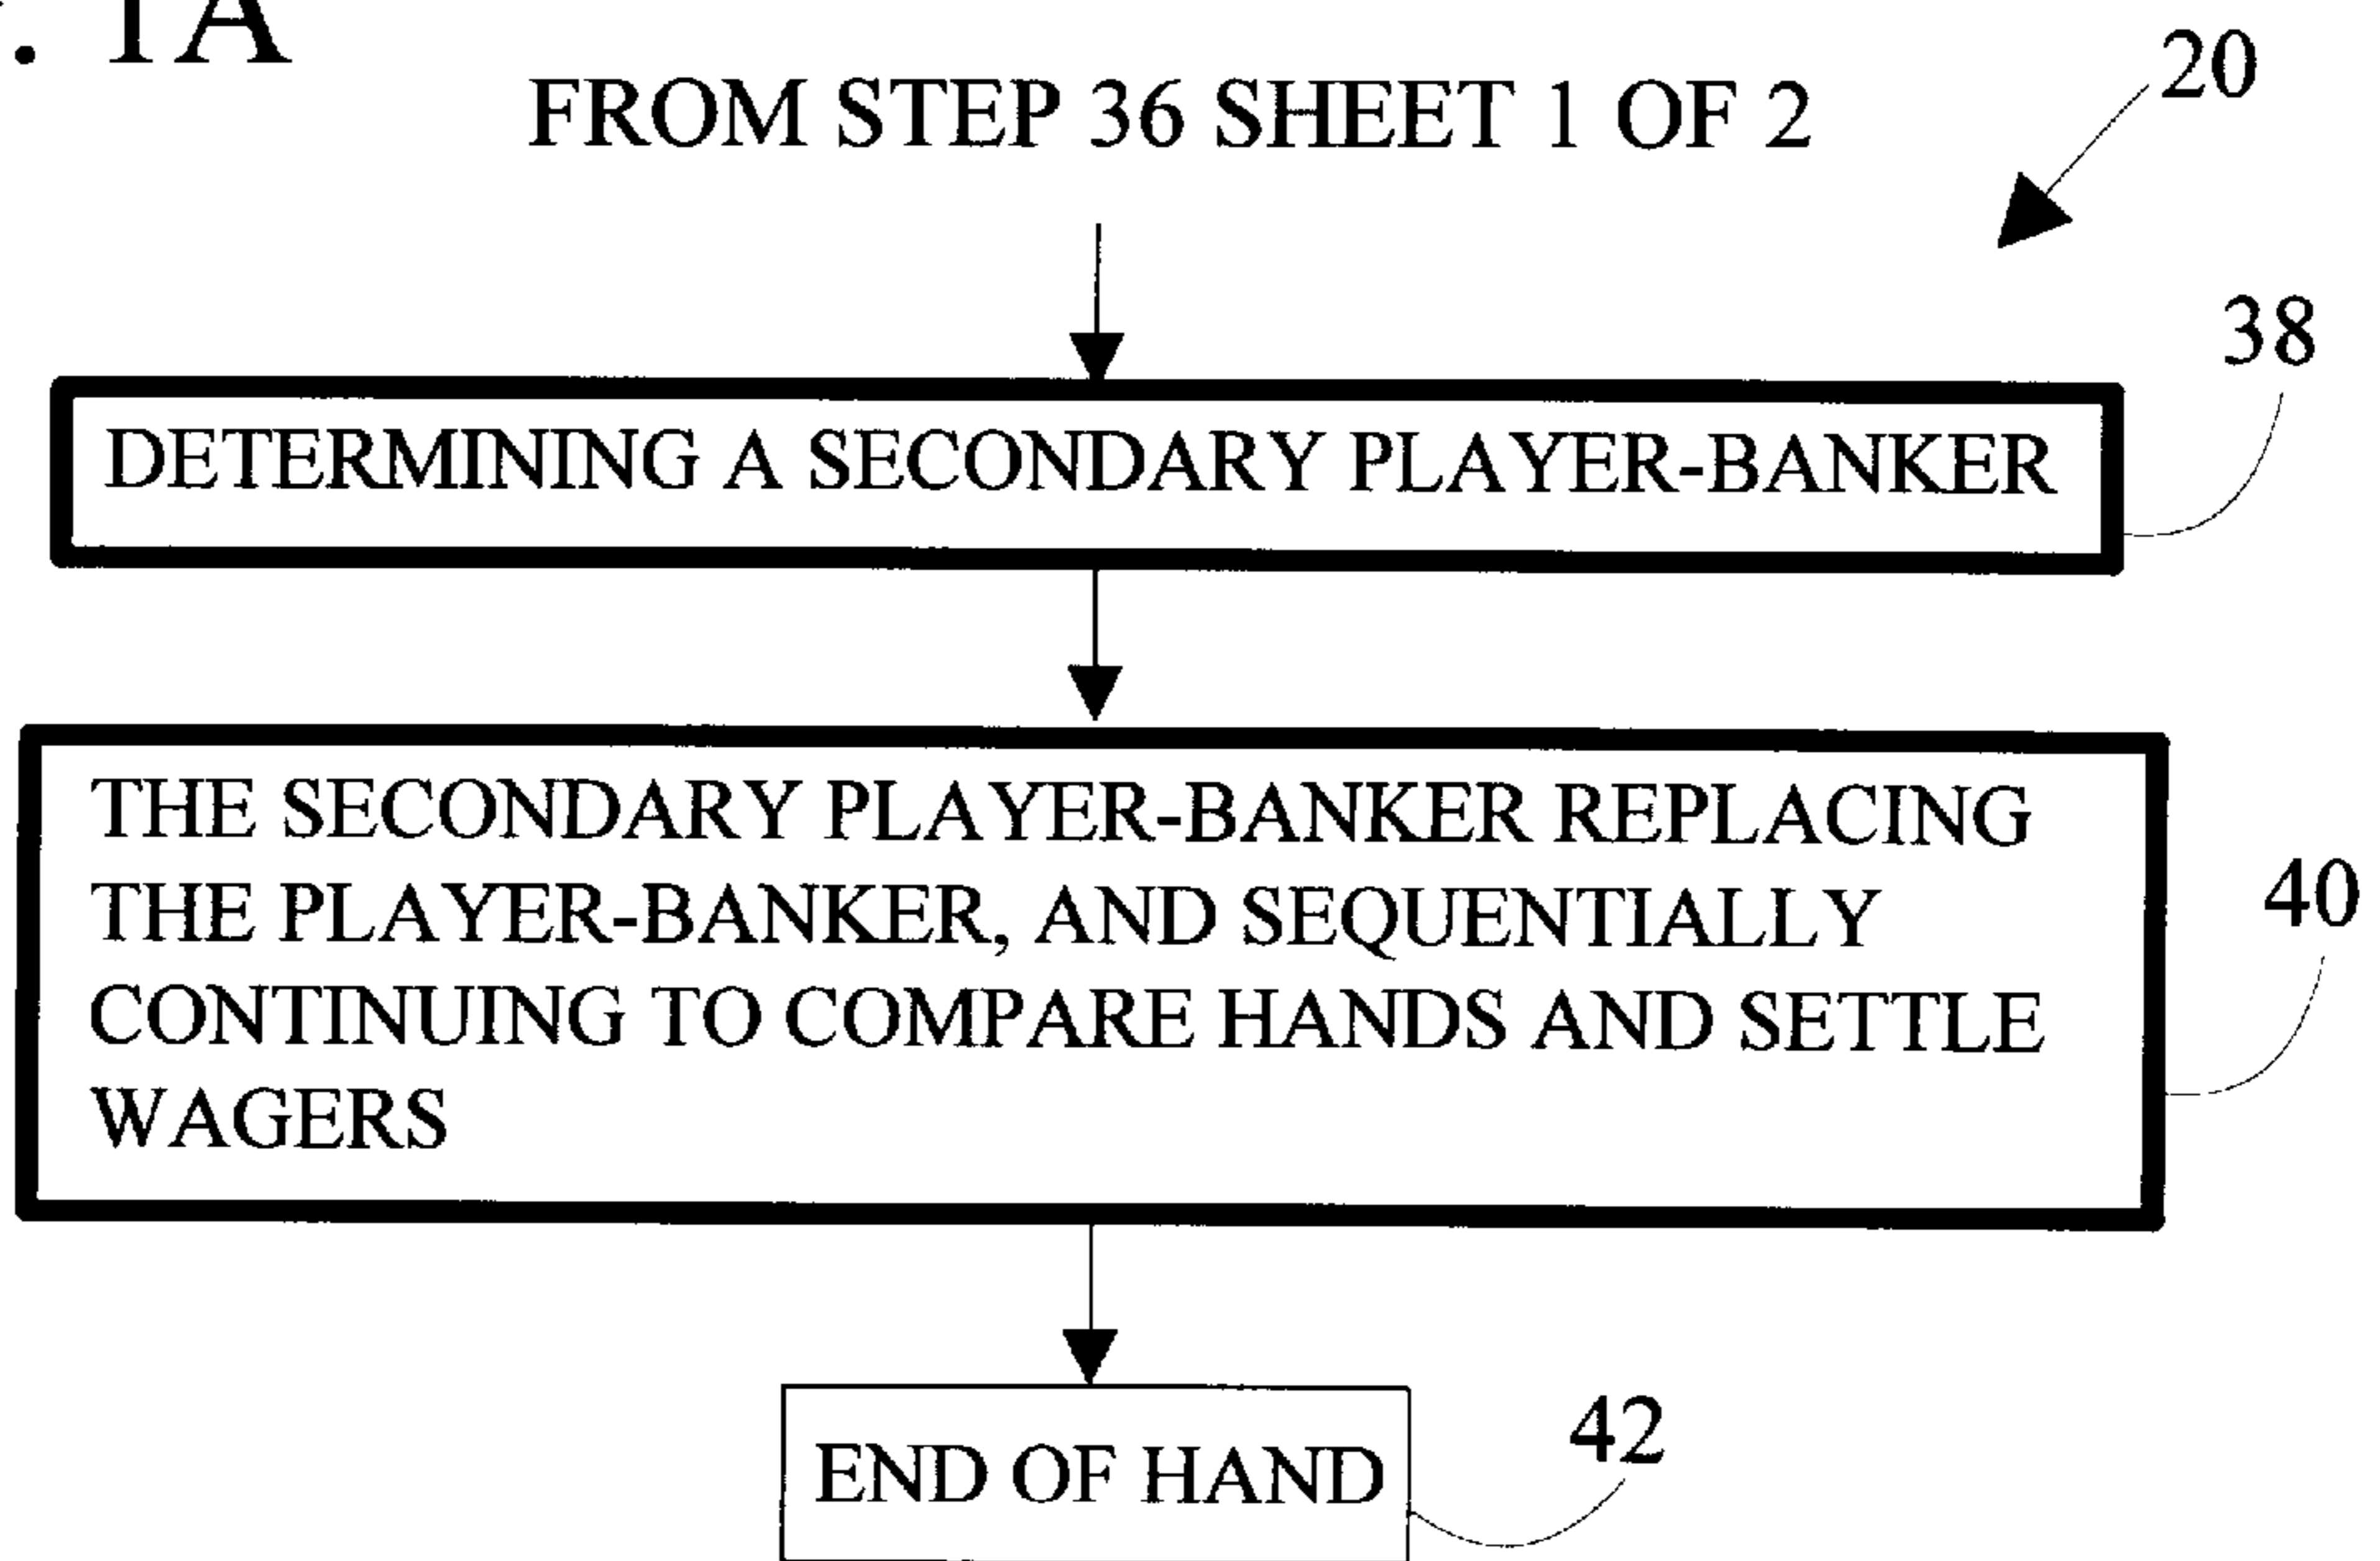 . 1A
20
FROM STEP 36 SHEET 1 OF 2
38
DETERMINING A SECONDARY PLAYER-BANKER
THE SECONDARY PLAYER-BANKER REPLACING
THE PLAYER-BANKER, AND SEQUENTIALLY
40
CONTINUING TO COMPARE HANDS AND SETTLE
WAGERS
42
END OF HAND